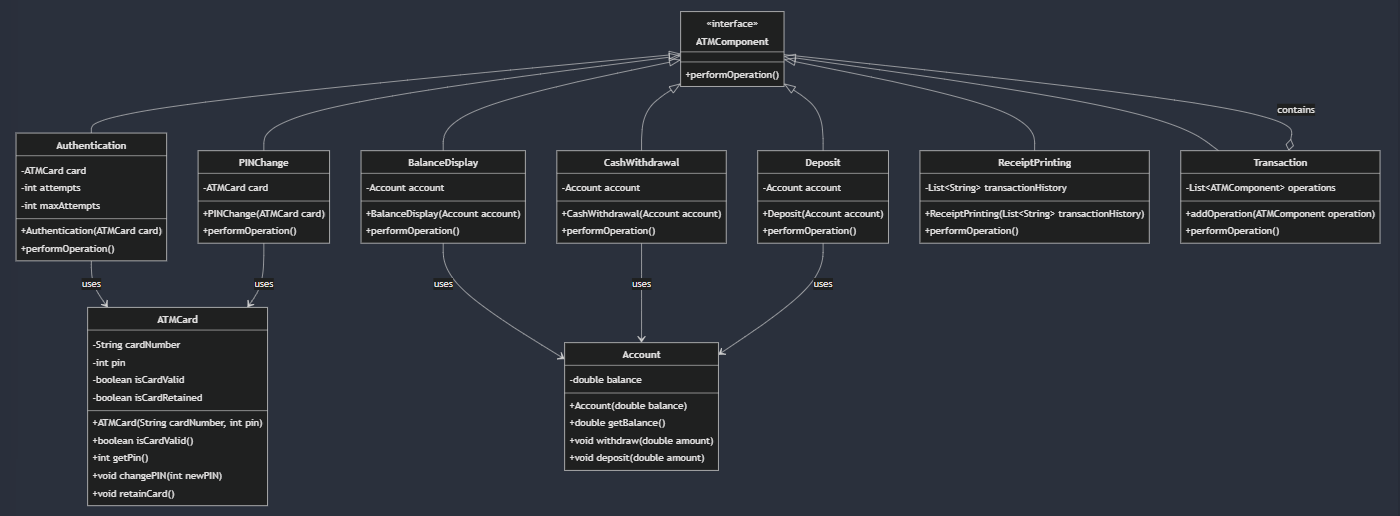 «interface»
ATMComponent
+performOperation()
contains
Authentication
-ATMCard card
-int attempts
-int maxAttempts
+Authentication(ATMCard card)
+performOperation()
PINChange
-ATMCard card
+PINChange(ATMCard card)
+performOperation()
BalanceDisplay
-Account account
+BalanceDisplay(Account account)
+performOperation()
CashWithdrawal
-Account account
+CashWithdrawal(Account account)
+performOperation()
Deposit
-Account account
+Deposit(Account account)
+performOperation()
ReceiptPrinting
-List<String> transactionHistory
+ReceiptPrinting(List<String> transactionHistory)
+performOperation()
Transaction
-List<ATMComponent> operations
+addOperation(ATMComponent operation)
+performOperation()
uses
uses
uses
uses
uses
ATMCard
-String cardNumber
-int pin
-boolean isCardValid
-boolean isCardRetained
+ATMCard(String cardNumber, int pin)
+boolean isCardValid()
+int getPin()
+void changePIN(int newPIN)
+void retainCard()
Account
-double balance
+Account(double balance)
+double getBalance()
+void withdraw(double amount)
+void deposit(double amount)